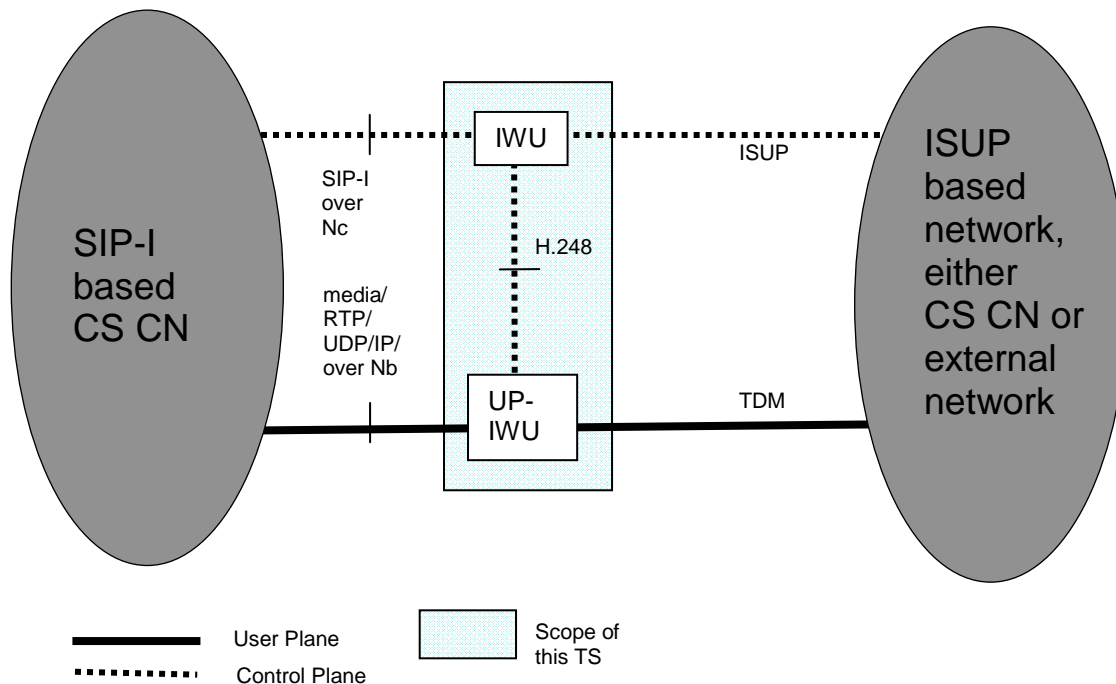 SIP-I
based
CS CN
SIP-I
over
Nc
media/
RTP/
UDP/IP/
over Nb
IWU
H.248
UP-
IWU
ISUP
TDM
ISUP
based
network,
either
CS CN or
external
network
User Plane
Control Plane
Scope of
this TS